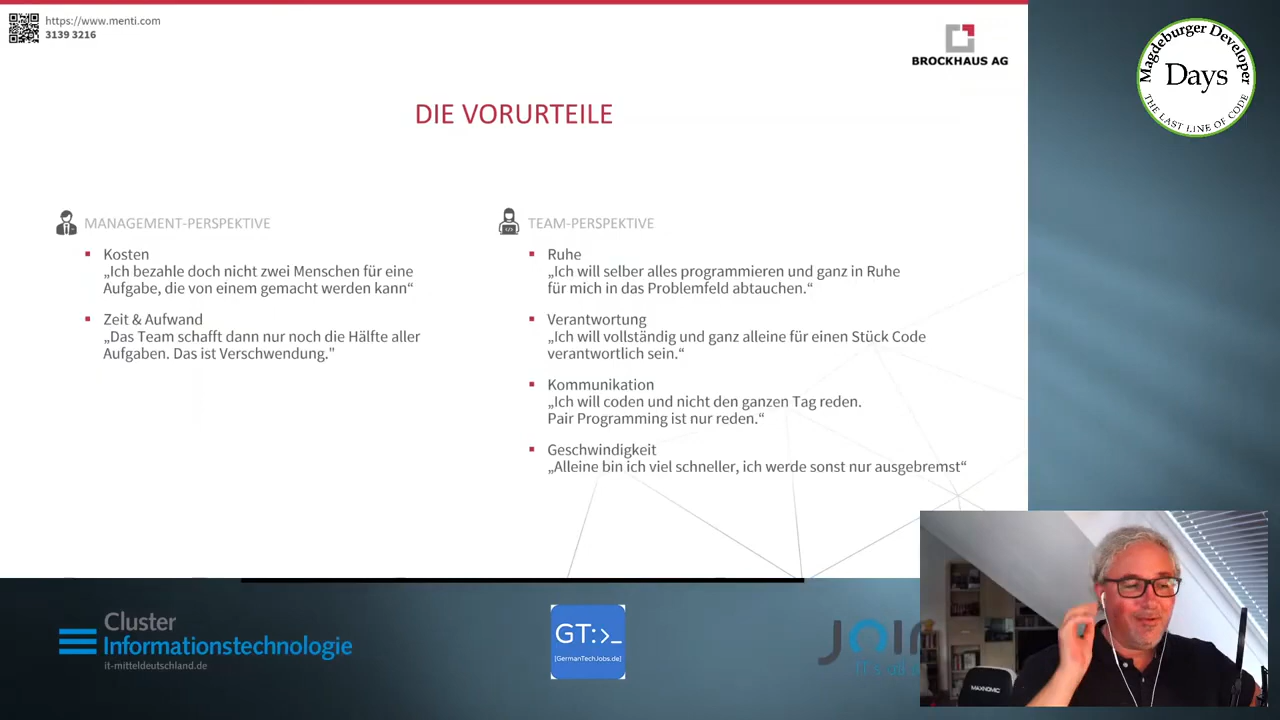 https://www.menti.com
3139 3216
BROCKHAUS AG
Magdeburger Developer
Days
THE LAST LINE OF CODE
DIE VORURTEILE
MANAGEMENT-PERSPEKTIVE
▪ Kosten
„Ich bezahle doch nicht zwei Menschen für eine
Aufgabe, die von einem gemacht werden kann“
▪ Zeit & Aufwand
„Das Team schafft dann nur noch die Hälfte aller
Aufgaben. Das ist Verschwendung."
TEAM-PERSPEKTIVE
▪ Ruhe
„Ich will selber alles programmieren und ganz in Ruhe
für mich in das Problemfeld abtauchen.“
▪ Verantwortung
„Ich will vollständig und ganz alleine für einen Stück Code
verantwortlich sein.“
▪ Kommunikation
„Ich will coden und nicht den ganzen Tag reden.
Pair Programming ist nur reden.“
▪ Geschwindigkeit
„Alleine bin ich viel schneller, ich werde sonst nur ausgebremst“
Cluster
Informationstechnologie
it-mitteldeutschland.de
GT:>_
[GermanTechJobs.de]
MAXNOMIC